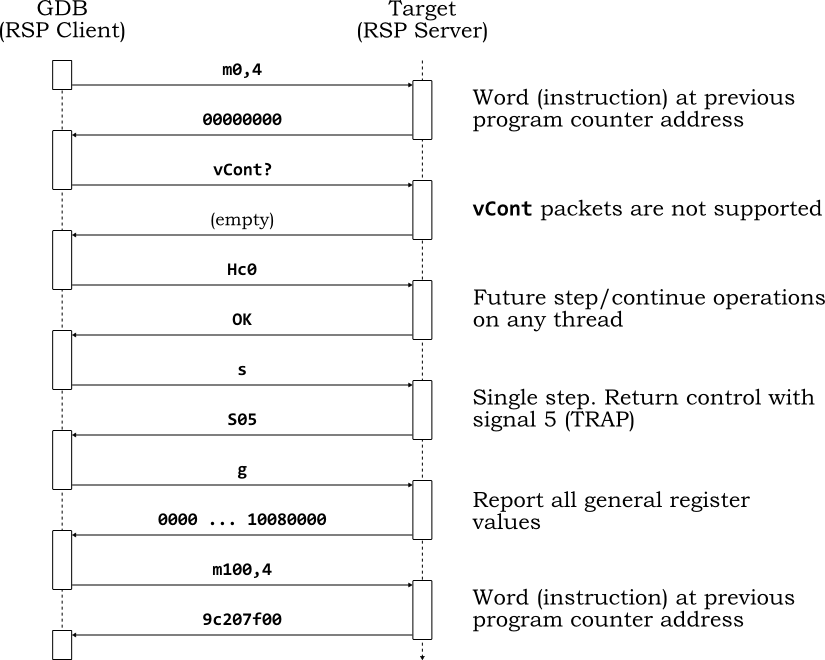 GDB
(RSP Client)
Target
(RSP Server)
m0,4
Word (instruction) at previous
program counter address
00000000
vCont?
vCont packets are not supported
(empty)
Hc0
Future step/continue operations
on any thread
OK
s
Single step. Return control with
signal 5 (TRAP)
S05
g
Report all general register
values
0000 ... 10080000
m100,4
Word (instruction) at previous
program counter address
9c207f00